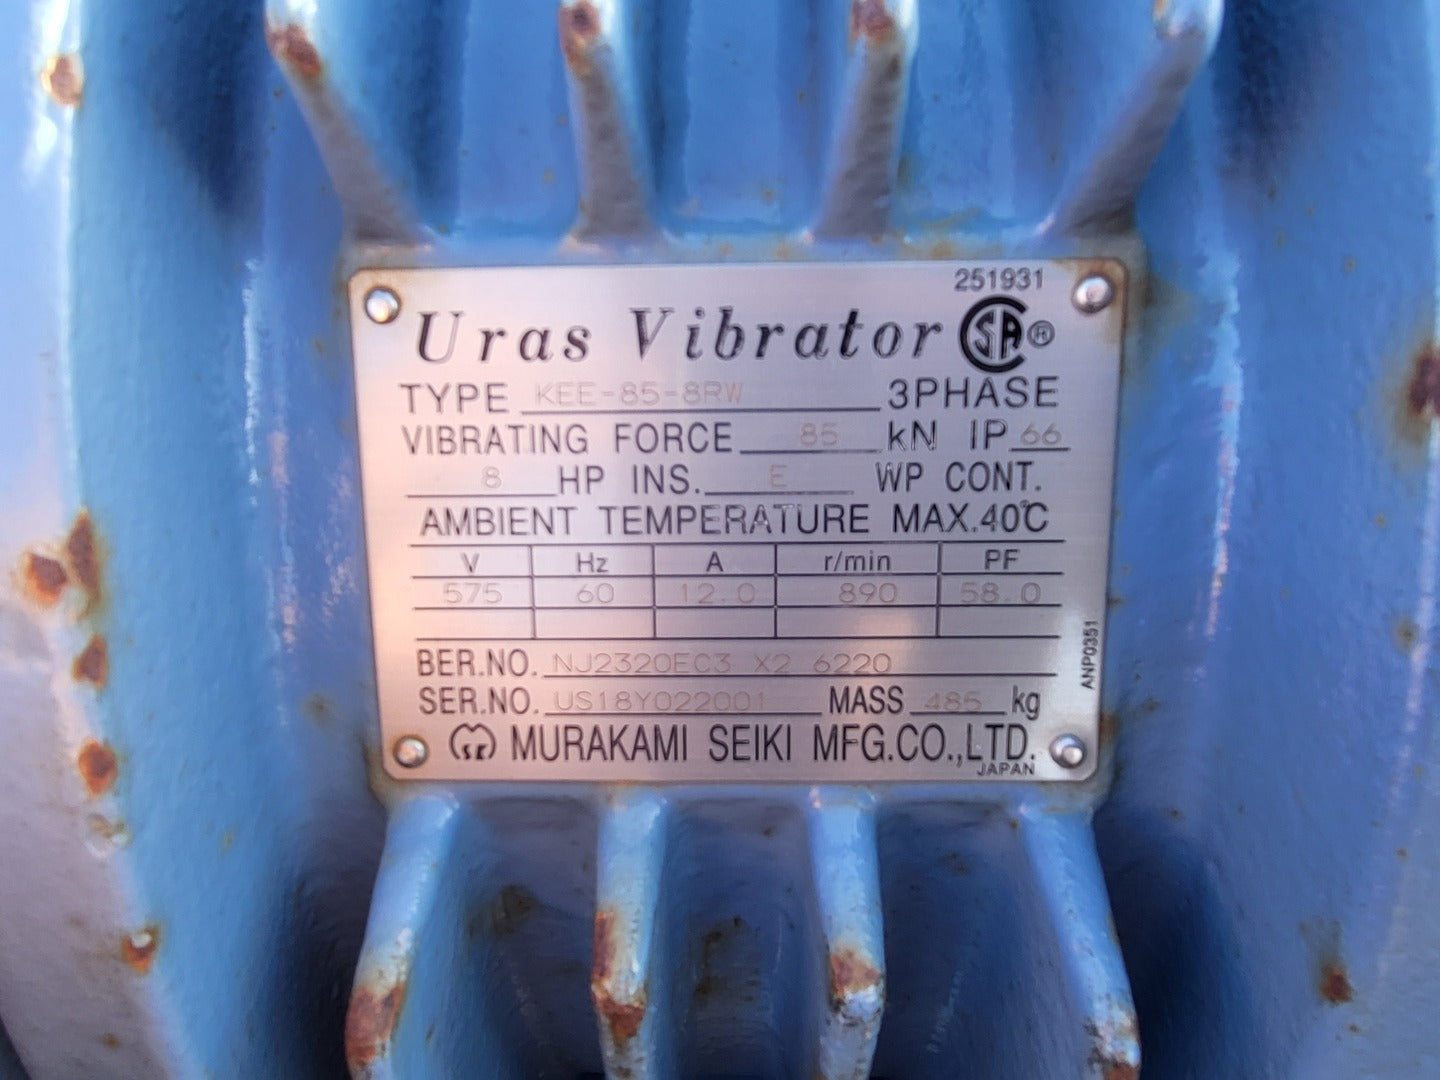 251931
Uras Vibrator CSA ®
TYPE KEE-85-8RW 3PHASE
VIBRATING FORCE 85 kN IP 66
8 HP INS. E WP CONT.
AMBIENT TEMPERATURE MAX.40°C
V Hz A r/min PF
575 60 12.0 890 58.0
BER.NO. NJ2320EC3 X2 6220
SER.NO. US18Y022001 MASS 485 kg
MURAKAMI SEIKI MFG.CO.,LTD.
JAPAN
ANP0351